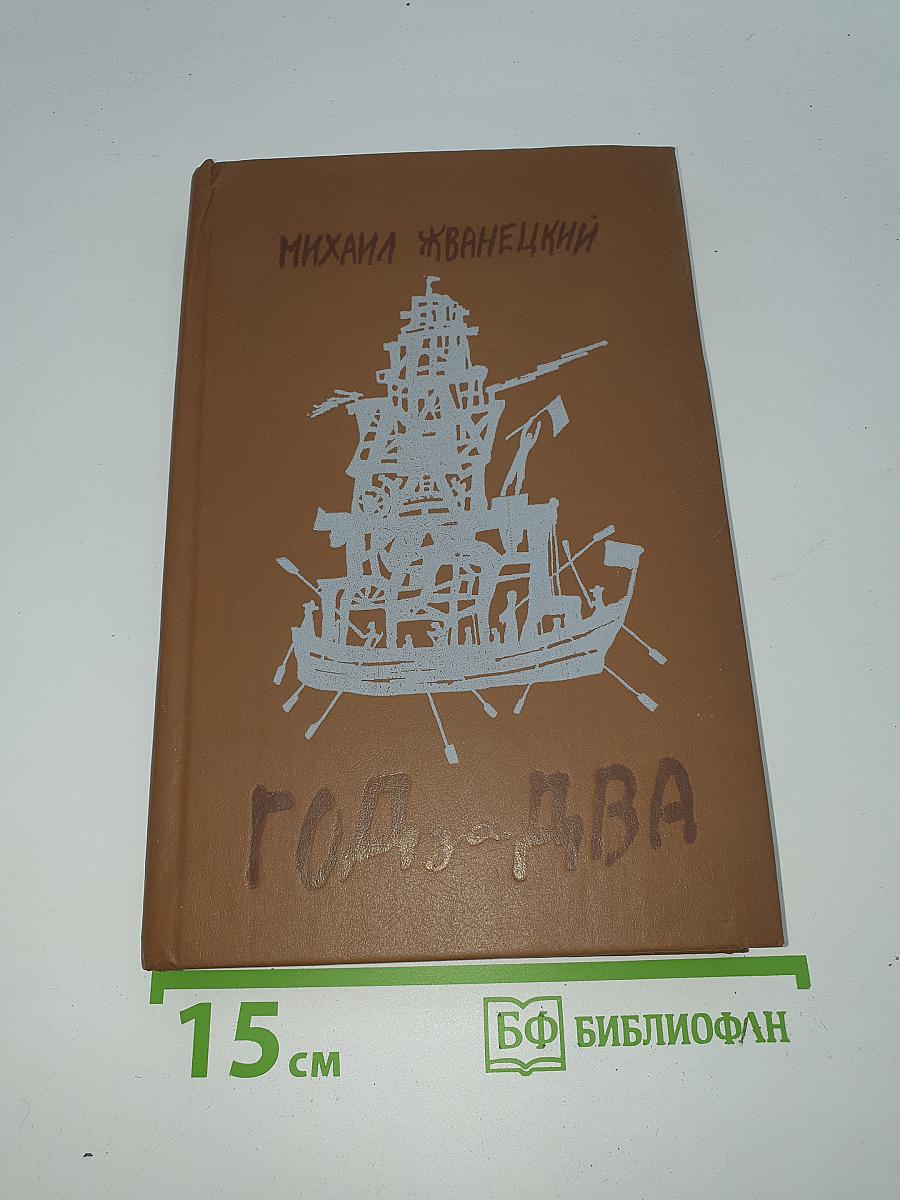 МИХАИЛ ЖВАНЕЦКИЙ
ГОД за ДВА
15 см
БФ БИБЛИОФАН